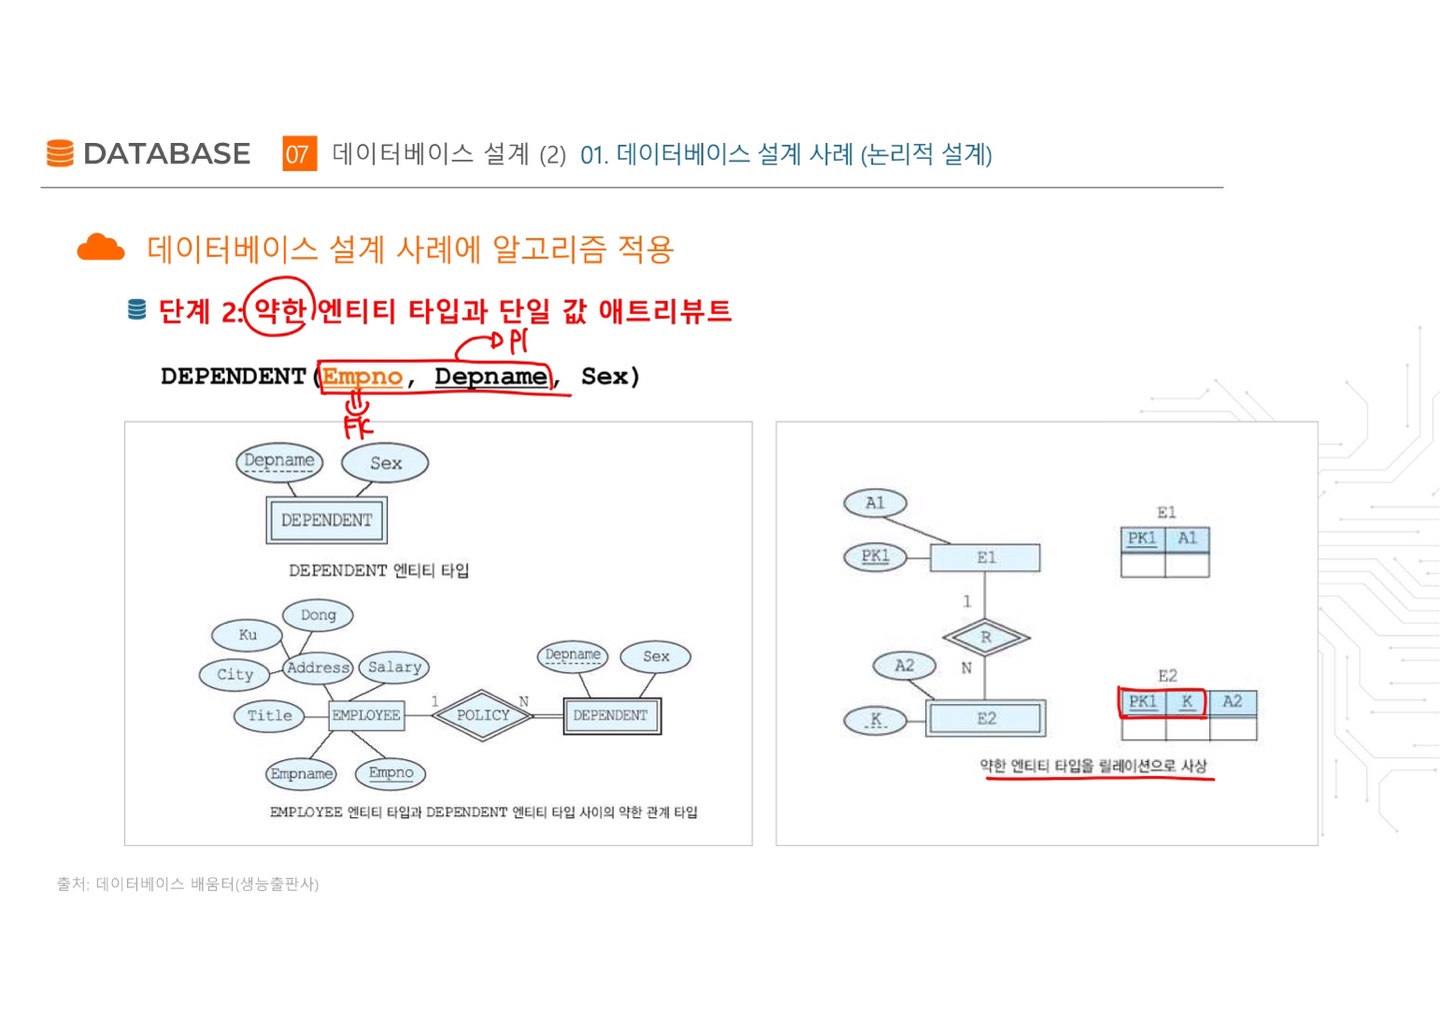 DATABASE 07 데이터베이스 설계 (2) 01. 데이터베이스 설계 사례 (논리적 설계)
데이터베이스 설계 사례에 알고리즘 적용
단계 2: 약한 엔티티 타입과 단일 값 애트리뷰트
DEPENDENT(Empno, Depname, Sex)
FK
Depname Sex
DEPENDENT
DEPENDENT 엔티티 타입
Dong
Ku
City Address Salary
Title EMPLOYEE 1 POLICY N DEPENDENT
Depname Sex
Empname Empno
EMPLOYEE 엔티티 타입과 DEPENDENT 엔티티 타입 사이의 약한 관계 타입
A1
PK1 E1
1
R
N
A2
K E2
E1
PK1 A1
E2
PK1 K A2
약한 엔티티 타입을 릴레이션으로 사상
출처: 데이터베이스 배움터(생능출판사)